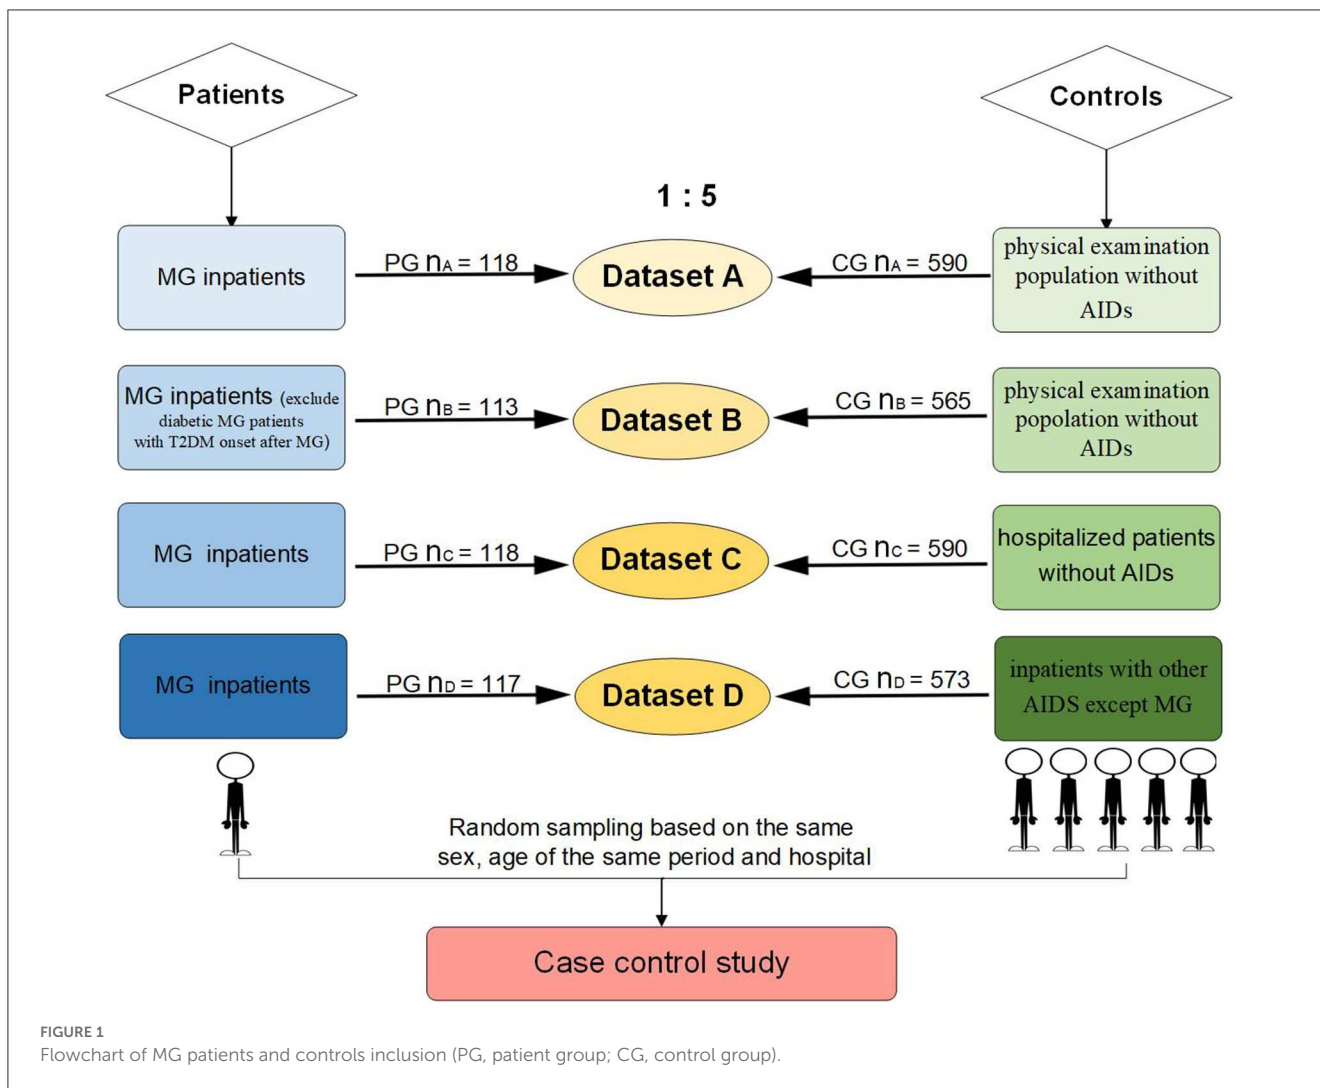 Patients
Controls
1 : 5
MG inpatients
PG nA = 118
Dataset A
CG nA = 590
physical examination
population without
AIDs
MG inpatients (exclude
diabetic MG patients
with T2DM onset after MG)
PG nB = 113
Dataset B
CG nB = 565
physical examination
popolation without
AIDs
MG inpatients
PG nC = 118
Dataset C
CG nC = 590
hospitalized patients
without AIDs
MG inpatients
PG nD = 117
Dataset D
CG nD = 573
inpatients with other
AIDS except MG
Random sampling based on the same
sex, age of the same period and hospital
Case control study
FIGURE 1
Flowchart of MG patients and controls inclusion (PG, patient group; CG, control group).